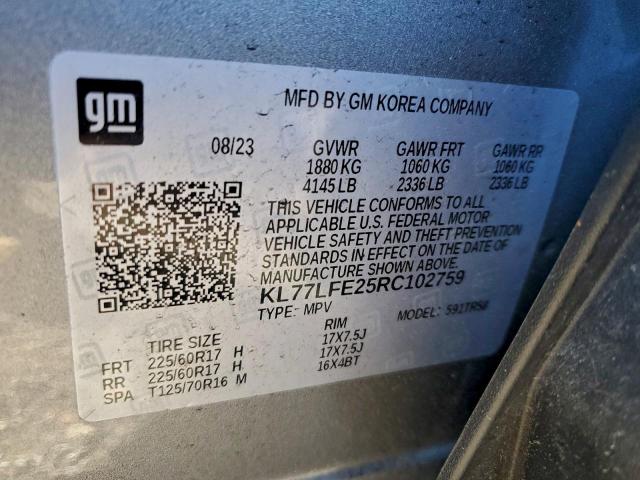 gm
MFD BY GM KOREA COMPANY
08/23 GVWR GAWR FRT GAWR RR
1880 KG 1060 KG 1060 KG
4145 LB 2336 LB 2336 LB
THIS VEHICLE CONFORMS TO ALL
APPLICABLE U.S. FEDERAL MOTOR
VEHICLE SAFETY AND THEFT PREVENTION
STANDARDS IN EFFECT ON THE DATE OF
MANUFACTURE SHOWN ABOVE.
KL77LFE25RC102759
TYPE: MPV MODEL:
TIRE SIZE RIM
FRT 225/60R17 H 17X7.5J
RR 225/60R17 H 17X7.5J
SPA T125/70R16 M 16X4BT